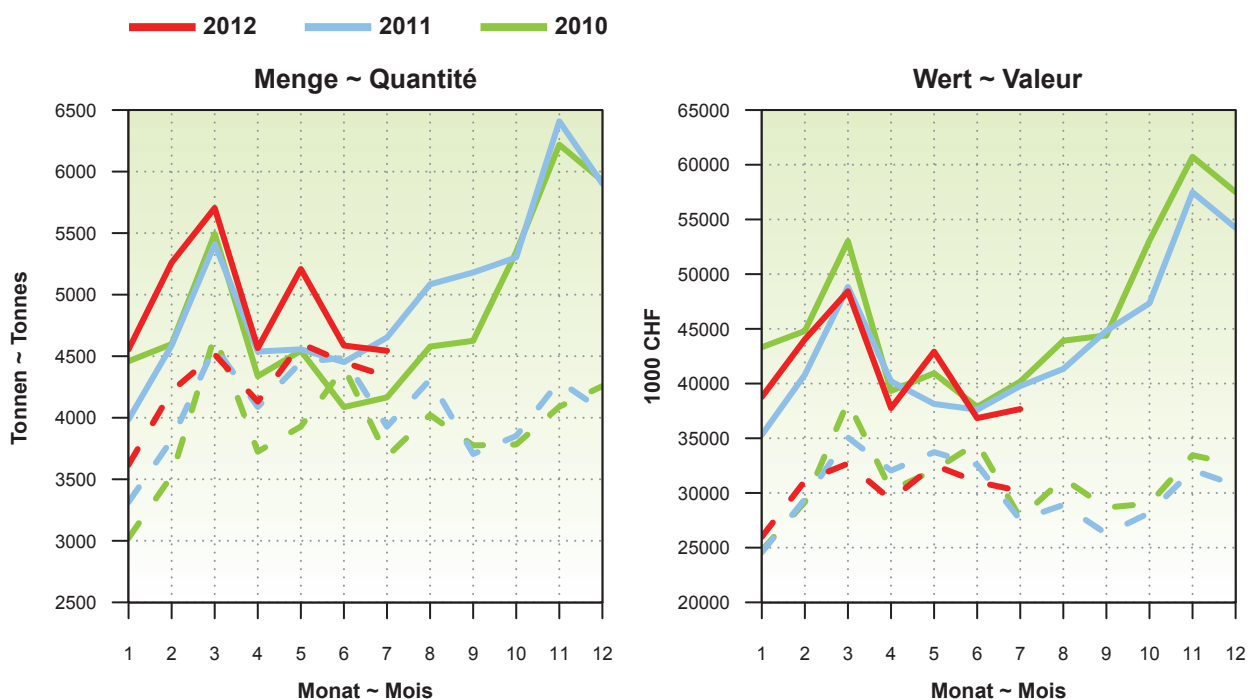 2012 2011 2010
Menge ~ Quantité
Tonnen ~ Tonnes
6500
6000
5500
5000
4500
4000
3500
3000
2500
1 2 3 4 5 6 7 8 9 10 11 12
Monat ~ Mois
Wert ~ Valeur
1000 CHF
65000
60000
55000
50000
45000
40000
35000
30000
25000
20000
1 2 3 4 5 6 7 8 9 10 11 12
Monat ~ Mois